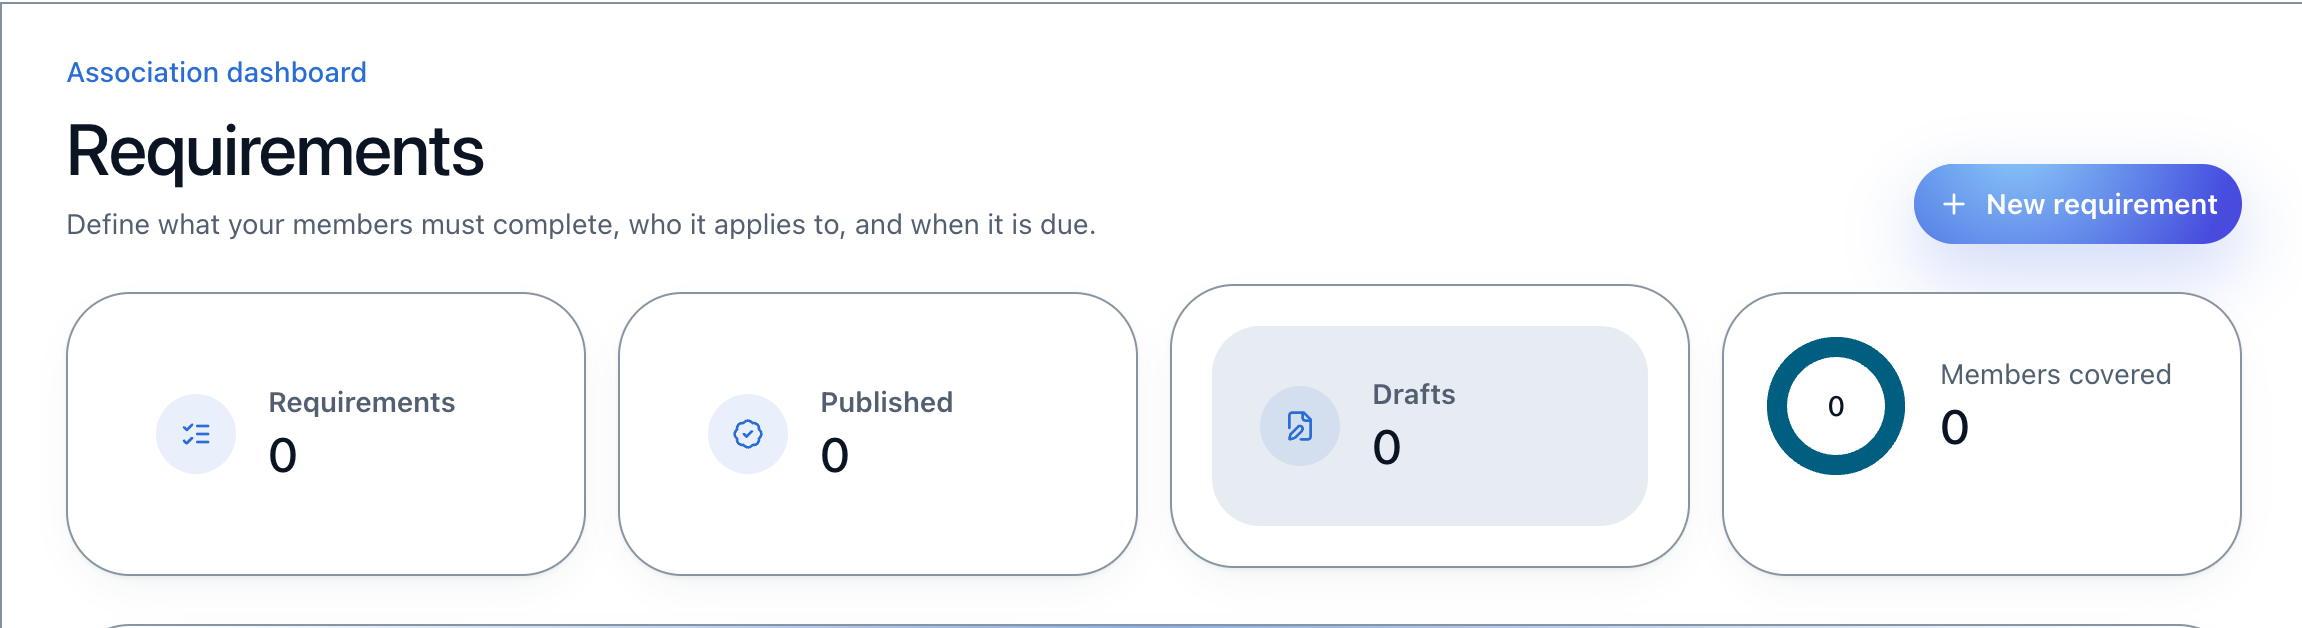 Association dashboard
Requirements
Define what your members must complete, who it applies to, and when it is due.
+ New requirement
Requirements
0
Published
0
Drafts
0
0
Members covered
0